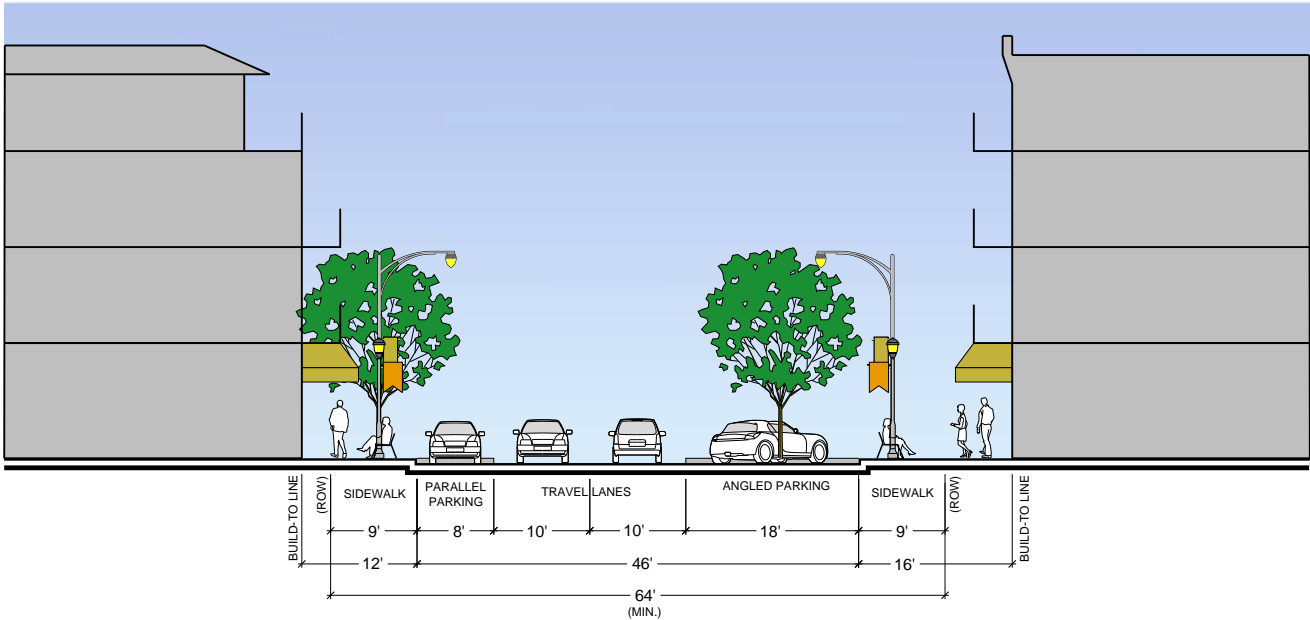 BUILD-TO LINE
(ROW)
SIDEWALK
PARALLEL
PARKING
TRAVEL LANES
ANGLED PARKING
SIDEWALK
(ROW)
BUILD-TO LINE
9'
8'
10'
10'
18'
9'
12'
46'
16'
64'
(MIN.)